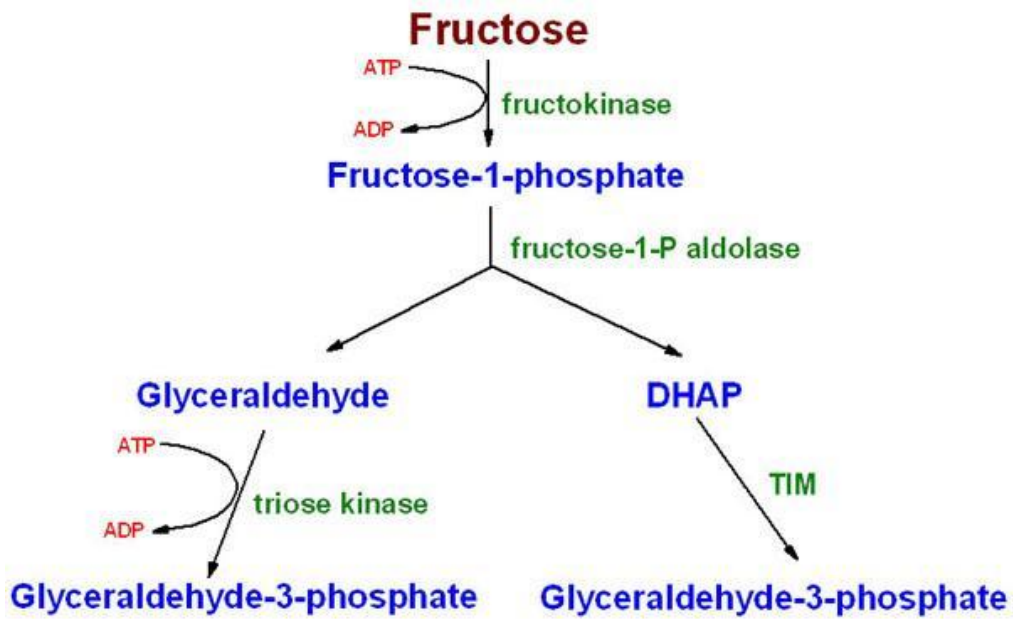 Fructose
ATP
fructokinase
ADP
Fructose-1-phosphate
fructose-1-P aldolase
Glyceraldehyde
DHAP
ATP
TIM
triose kinase
ADP
Glyceraldehyde-3-phosphate
Glyceraldehyde-3-phosphate